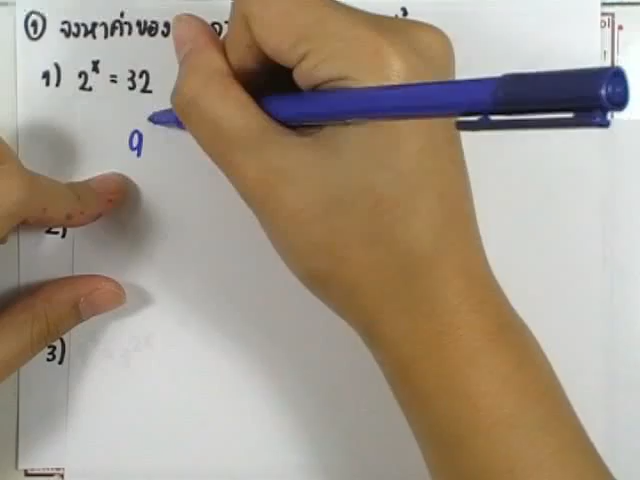 ① จงหาค่าของ
1) 2ˣ = 32
9
2)
3)